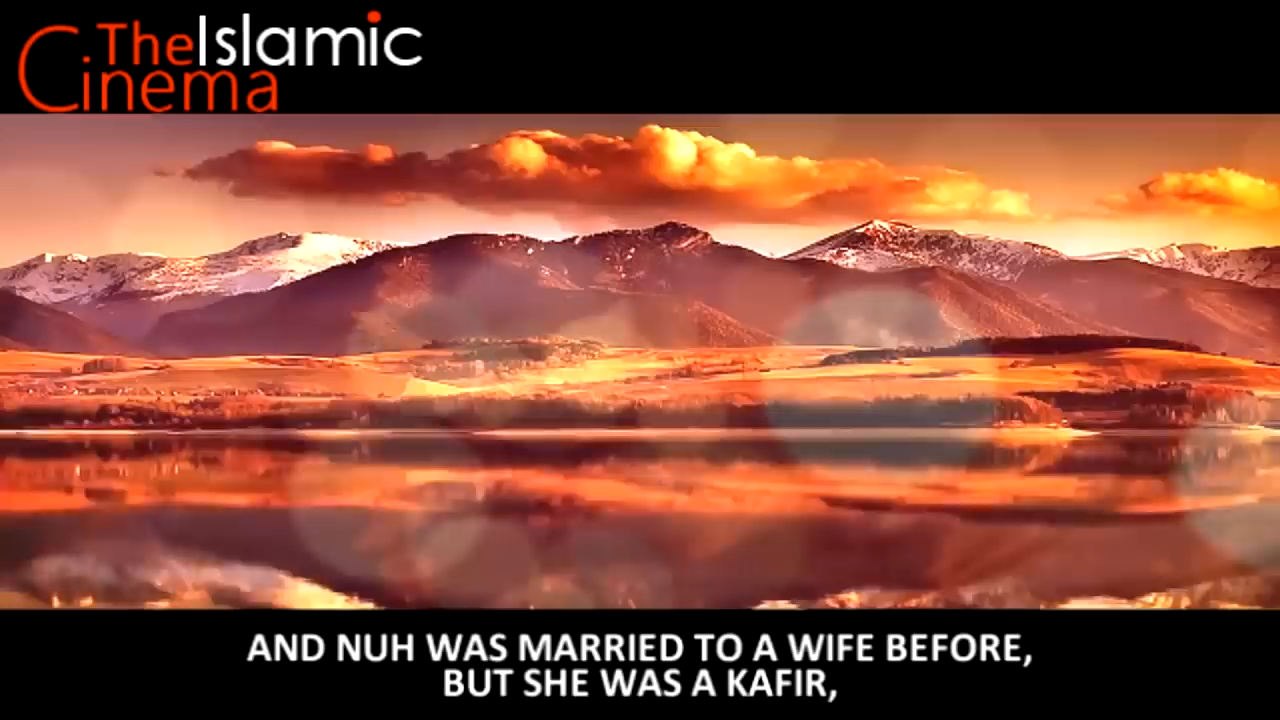 TheIslamic
Cinema
AND NUH WAS MARRIED TO A WIFE BEFORE,
BUT SHE WAS A KAFIR,